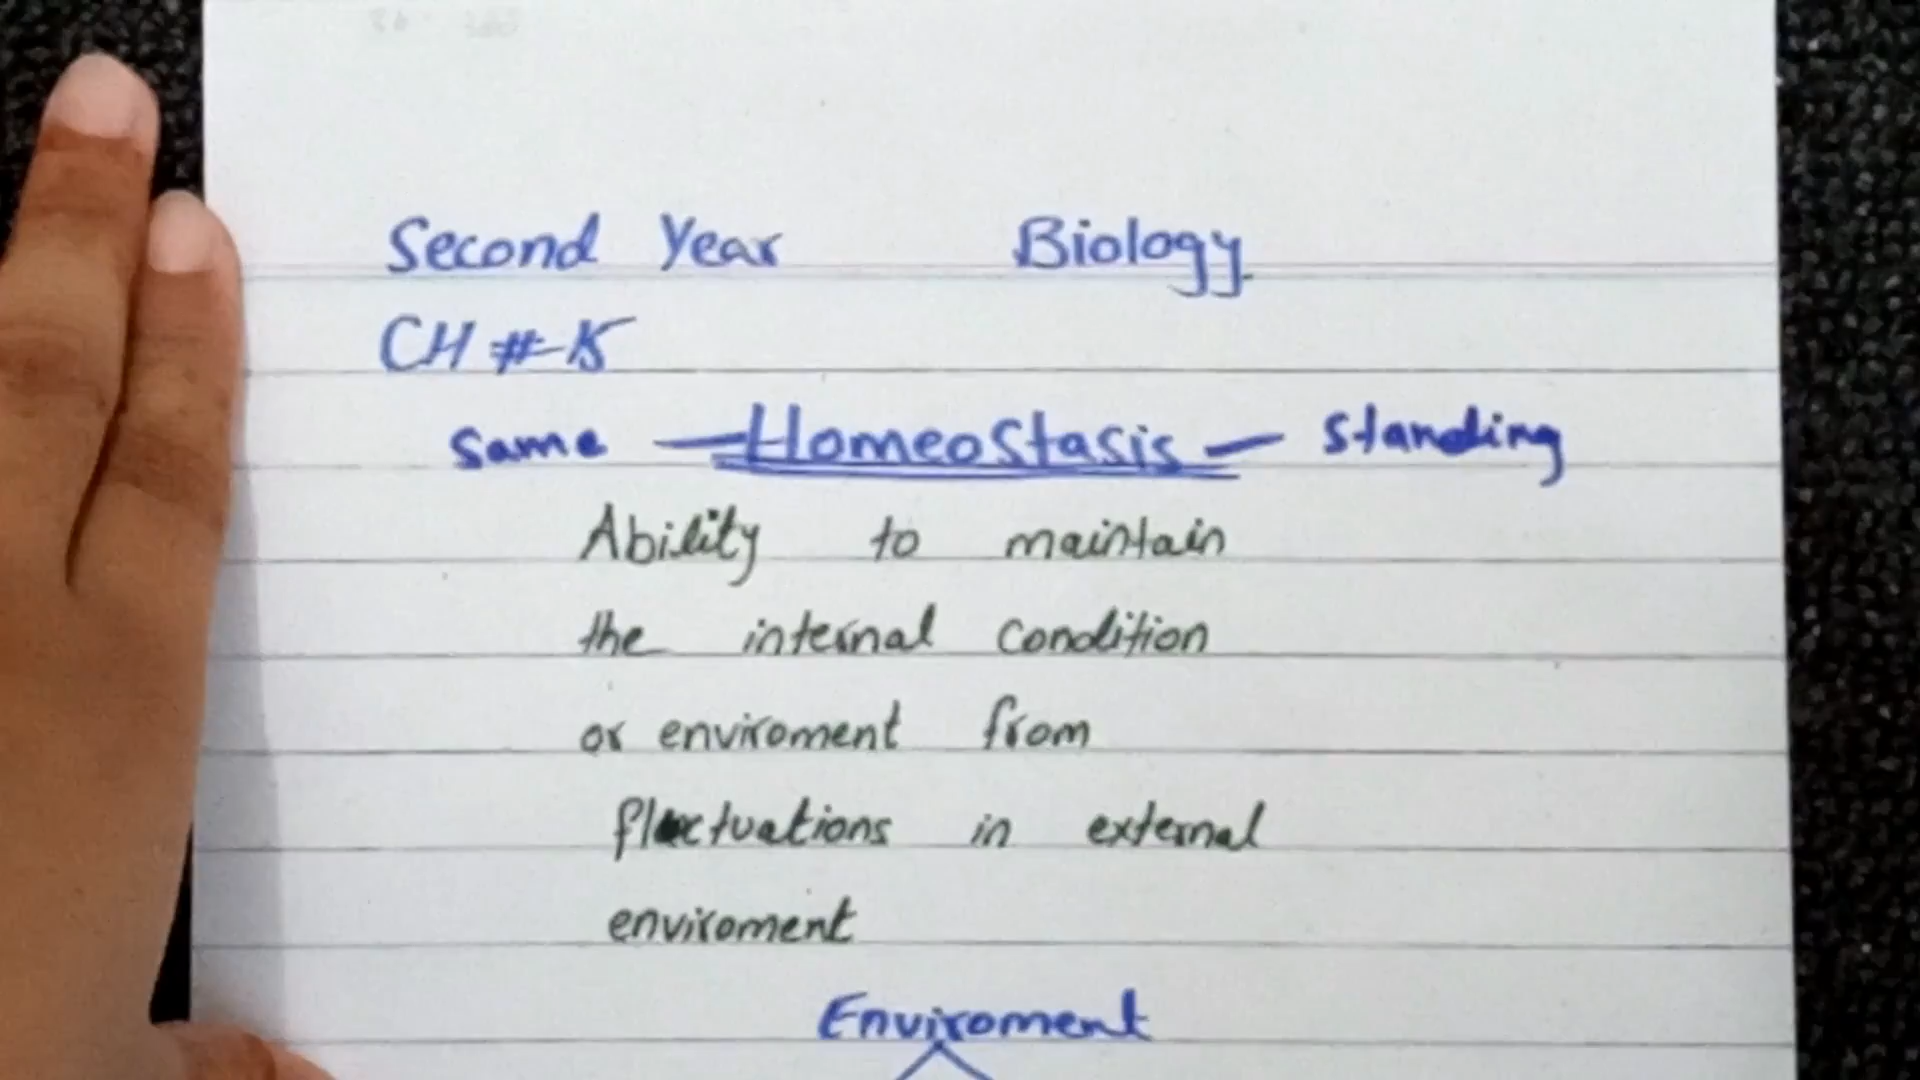 Second Year Biology
CH # 15
same — Homeostasis — standing
Ability to maintain
the internal condition
or enviroment from
fluctuations in external
enviroment
Enviroment